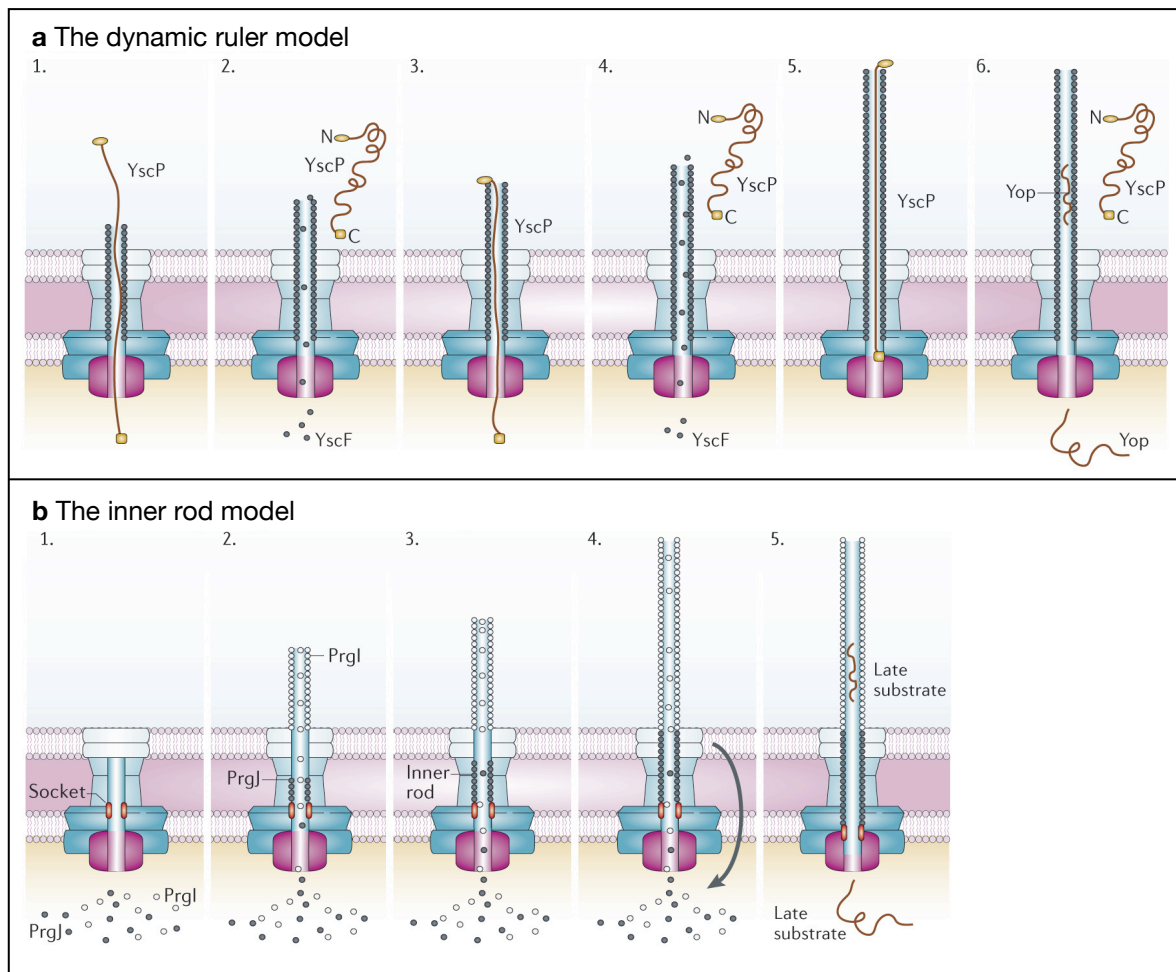 a The dynamic ruler model
1.
2.
3.
4.
5.
6.
YscP
N
YscP
C
YscF
YscP
N
YscP
C
YscF
YscP
N
Yop
YscP
C
Yop
b The inner rod model
1.
2.
3.
4.
5.
Socket
PrgI
PrgJ
PrgI
PrgJ
Inner
rod
Late
substrate
Late
substrate